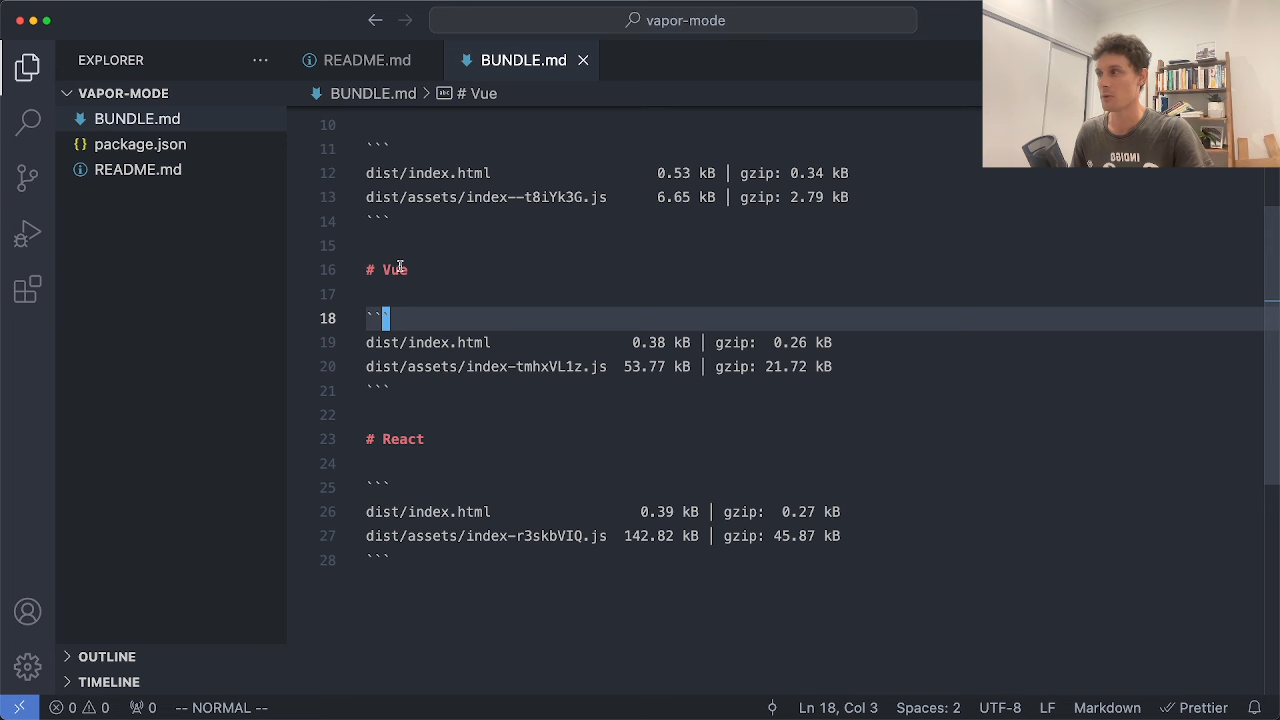 vapor-mode
EXPLORER
README.md
BUNDLE.md
VAPOR-MODE
BUNDLE.md
package.json
README.md
BUNDLE.md > # Vue
10
11 ```
12 dist/index.html 0.53 kB │ gzip: 0.34 kB
13 dist/assets/index--t8iYk3G.js 6.65 kB │ gzip: 2.79 kB
14 ```
15
16 # Vue
17
18 ```
19 dist/index.html 0.38 kB │ gzip: 0.26 kB
20 dist/assets/index-tmhxVL1z.js 53.77 kB │ gzip: 21.72 kB
21 ```
22
23 # React
24
25 ```
26 dist/index.html 0.39 kB │ gzip: 0.27 kB
27 dist/assets/index-r3skbVIQ.js 142.82 kB │ gzip: 45.87 kB
28 ```
OUTLINE
TIMELINE
0 0 0 -- NORMAL -- Ln 18, Col 3 Spaces: 2 UTF-8 LF Markdown Prettier